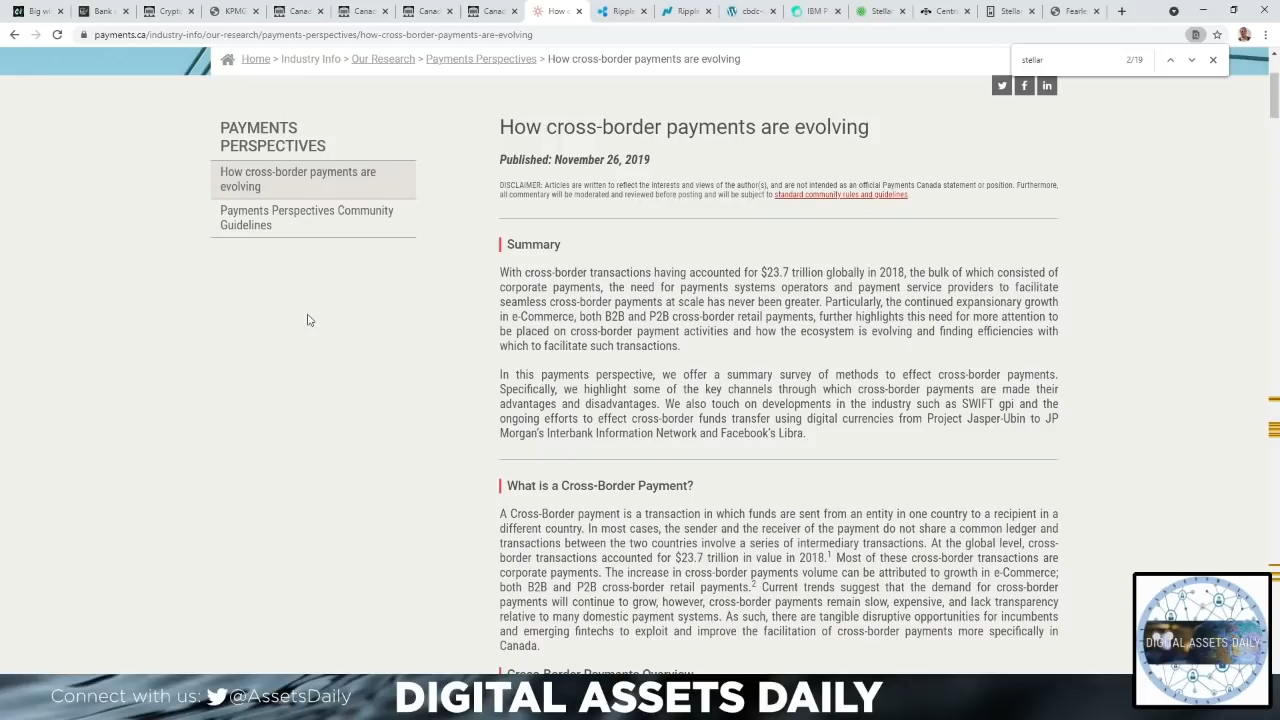 Big wi
Bank
Crypt
KPMG
Canac
Canac
Canac
Canac
How c
Ripple
Ripple
cbdc-
IBM P
Stellar
Centr
Stella
Fearle
payments.ca/industry-info/our-research/payments-perspectives/how-cross-border-payments-are-evolving
Home > Industry Info > Our Research > Payments Perspectives > How cross-border payments are evolving
stellar 2/19
PAYMENTS
PERSPECTIVES
How cross-border payments are
evolving
Payments Perspectives Community
Guidelines
How cross-border payments are evolving
Published: November 26, 2019
DISCLAIMER: Articles are written to reflect the interests and views of the author(s), and are not intended as an official Payments Canada statement or position. Furthermore,
all commentary will be moderated and reviewed before posting and will be subject to standard community rules and guidelines.
Summary
With cross-border transactions having accounted for $23.7 trillion globally in 2018, the bulk of which consisted of
corporate payments, the need for payments systems operators and payment service providers to facilitate
seamless cross-border payments at scale has never been greater. Particularly, the continued expansionary growth
in e-Commerce, both B2B and P2B cross-border retail payments, further highlights this need for more attention to
be placed on cross-border payment activities and how the ecosystem is evolving and finding efficiencies with
which to facilitate such transactions.
In this payments perspective, we offer a summary survey of methods to effect cross-border payments.
Specifically, we highlight some of the key channels through which cross-border payments are made their
advantages and disadvantages. We also touch on developments in the industry such as SWIFT gpi and the
ongoing efforts to effect cross-border funds transfer using digital currencies from Project Jasper-Ubin to JP
Morgan's Interbank Information Network and Facebook's Libra.
What is a Cross-Border Payment?
A Cross-Border payment is a transaction in which funds are sent from an entity in one country to a recipient in a
different country. In most cases, the sender and the receiver of the payment do not share a common ledger and
transactions between the two countries involve a series of intermediary transactions. At the global level, cross-
border transactions accounted for $23.7 trillion in value in 2018.1 Most of these cross-border transactions are
corporate payments. The increase in cross-border payments volume can be attributed to growth in e-Commerce;
both B2B and P2B cross-border retail payments.2 Current trends suggest that the demand for cross-border
payments will continue to grow, however, cross-border payments remain slow, expensive, and lack transparency
relative to many domestic payment systems. As such, there are tangible disruptive opportunities for incumbents
and emerging fintechs to exploit and improve the facilitation of cross-border payments more specifically in
Canada.
Cross-Border Payments Overview
DIGITAL ASSETS DAILY
Connect with us: @AssetsDaily
DIGITAL ASSETS DAILY